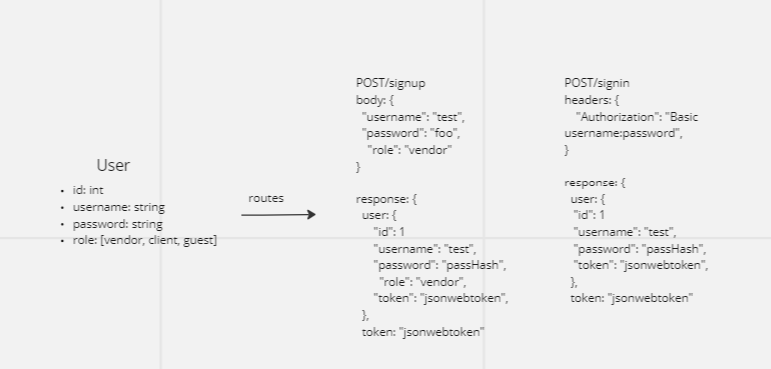 User
• id: int
• username: string
• password: string
• role: [vendor, client, guest]
routes
POST/signup
body: {
"username": "test",
"password": "foo",
"role": "vendor"
}
response: {
user: {
"id": 1
"username": "test",
"password": "passHash",
"role": "vendor",
"token": "jsonwebtoken",
},
token: "jsonwebtoken"
POST/signin
headers: {
"Authorization": "Basic
username:password",
}
response: {
user: {
"id": 1
"username": "test",
"password": "passHash",
"token": "jsonwebtoken",
},
token: "jsonwebtoken"